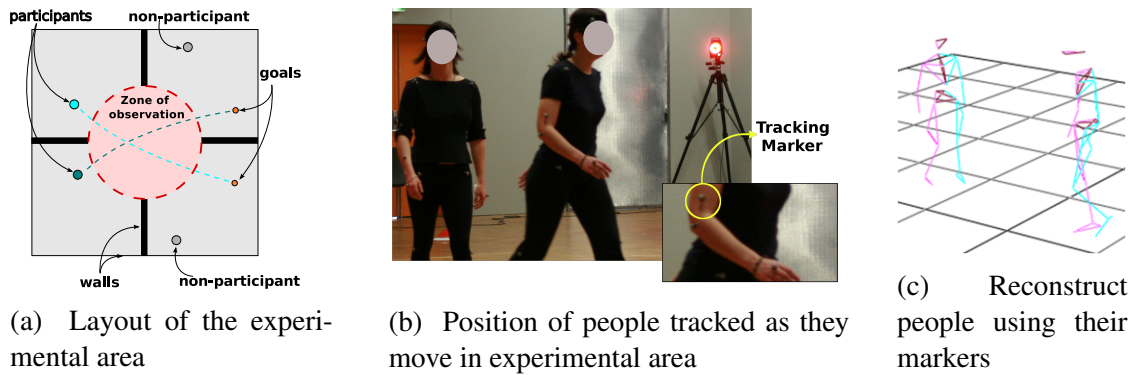 participants
non-participant
goals
Zone of
observation
walls
non-participant
Tracking
Marker
(a) Layout of the experi-
mental area
(b) Position of people tracked as they
move in experimental area
(c) Reconstruct
people using their
markers